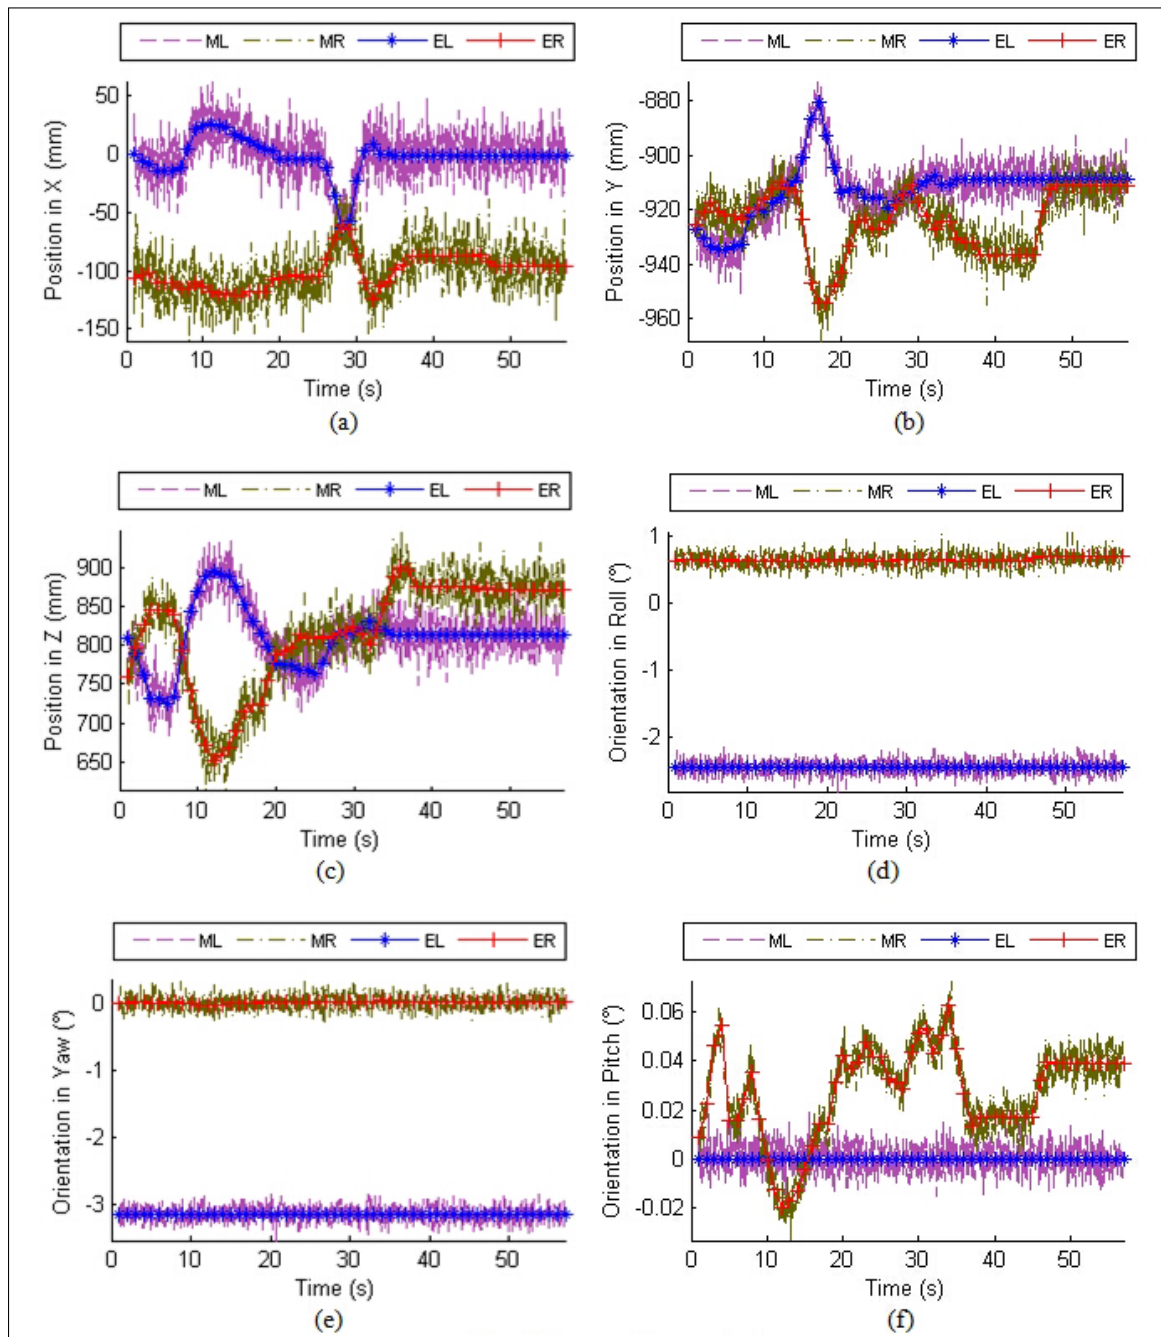 ML MR EL ER
Position in X (mm)
50
0
-50
-100
-150
0 10 20 30 40 50
Time (s)
(a)
ML MR EL ER
Position in Y (mm)
-880
-900
-920
-940
-960
0 10 20 30 40 50
Time (s)
(b)
ML MR EL ER
Position in Z (mm)
900
850
800
750
700
650
0 10 20 30 40 50
Time (s)
(c)
ML MR EL ER
Orientation in Roll (°)
1
0
-1
-2
0 10 20 30 40 50
Time (s)
(d)
ML MR EL ER
Orientation in Yaw (°)
0
-1
-2
-3
0 10 20 30 40 50
Time (s)
(e)
ML MR EL ER
Orientation in Pitch (°)
0.06
0.04
0.02
0
-0.02
0 10 20 30 40 50
Time (s)
(f)